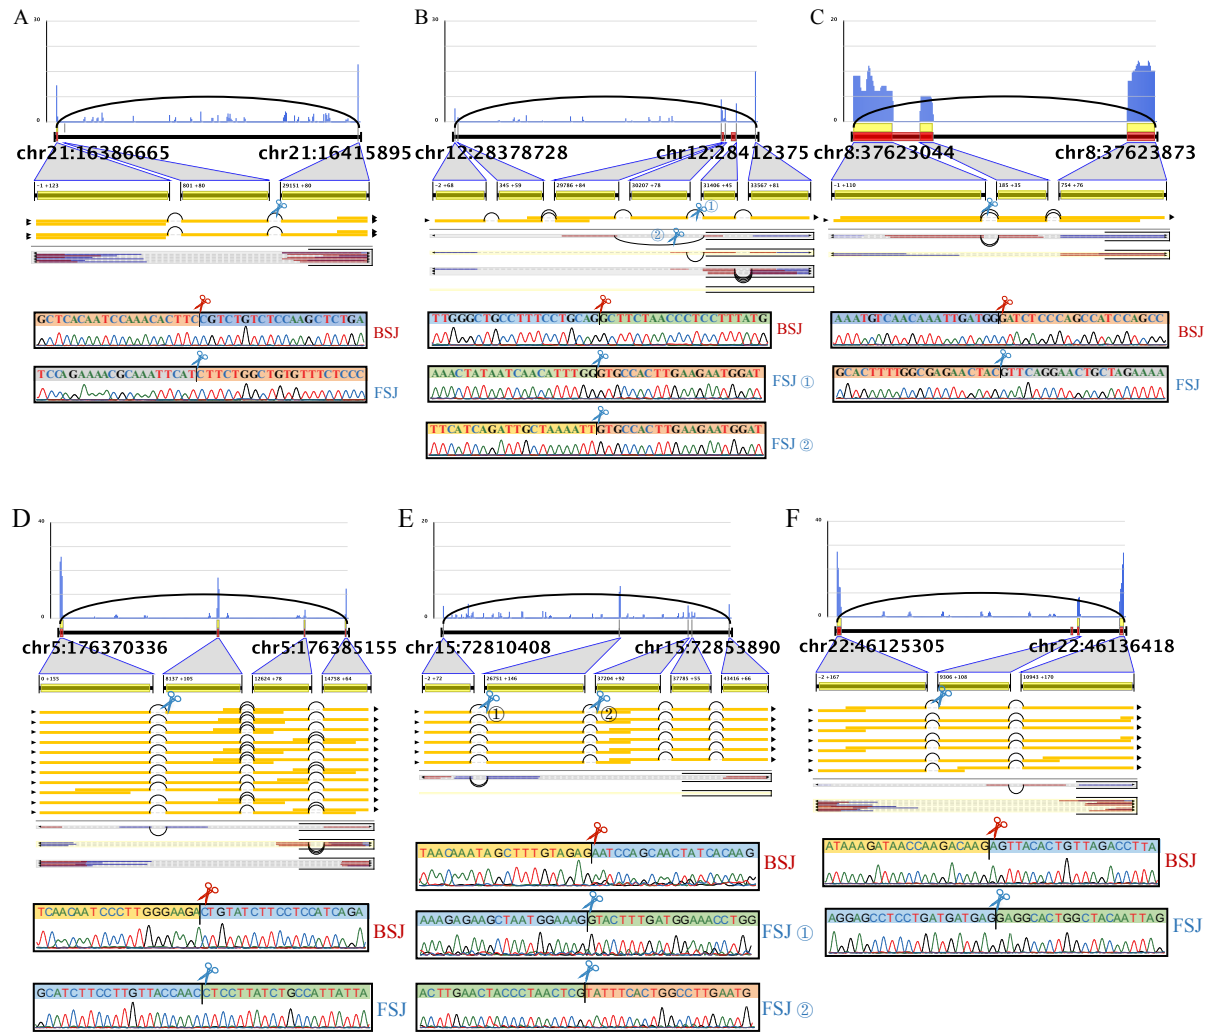 A
30
0
chr21:16386665
chr21:16415895
-1 +123
801 +80
29151 +80
GCTCACAATCCAAACACTTCCGTCTGTCTCCAAGCTCTGA
BSJ
TCCAGAAAACGCAAATTCATCTTCTGGCTGTGTTTCTCCC
FSJ
B
30
0
chr12:28378728
chr12:28412375
-2 +68
345 +59
29786 +84
30207 +78
31406 +45
33567 +81
①
②
TTGGGCTGCCTTTCCTGCAGGCTTCTAACCCTCCTTTATG
BSJ
AAACTATAATCAACATTTGGGTGCCACTTGAAGAATGGAT
FSJ ①
TTCATCAGATTGCTAAAATTGTGCCACTTGAAGAATGGAT
FSJ ②
C
20
0
chr8:37623044
chr8:37623873
-1 +110
185 +35
754 +76
AAATGTCAACAAATTGATGGGATCTCCCAGCCATCCAGCC
BSJ
GCACTTTTGGCGAGAACTACGTTCAGGAACTGCTAGAAAA
FSJ
D
40
0
chr5:176370336
chr5:176385155
0 +155
8137 +105
12624 +78
14758 +64
TCAACAATCCCTTGGGAAGACTGTATCTTCCTCCATCAGA
BSJ
GCATCTTCCTTGTTACCAACCTCCTTATCTGCCATTATTA
FSJ
E
20
0
chr15:72810408
chr15:72853890
-2 +72
26751 +146
37204 +92
37785 +55
43416 +66
①
②
TAACAAATAGCTTTGTAGAGAATCCAGCAACTATCACAAG
BSJ
AAAGAGAAGCTAATGGAAAGGTACTTTGATGGAAACCTGG
FSJ ①
ACTTGAACTACCCTAACTCGTATTTCACTGGCCTTGAATG
FSJ ②
F
40
0
chr22:46125305
chr22:46136418
-2 +167
9306 +108
10943 +170
ATAAAGATAACCAAGACAAGAGTTACACTGTTAGACCTTA
BSJ
AGGAGCCTCCTGATGATGAGGAGGCACTGGCTACAATTAG
FSJ